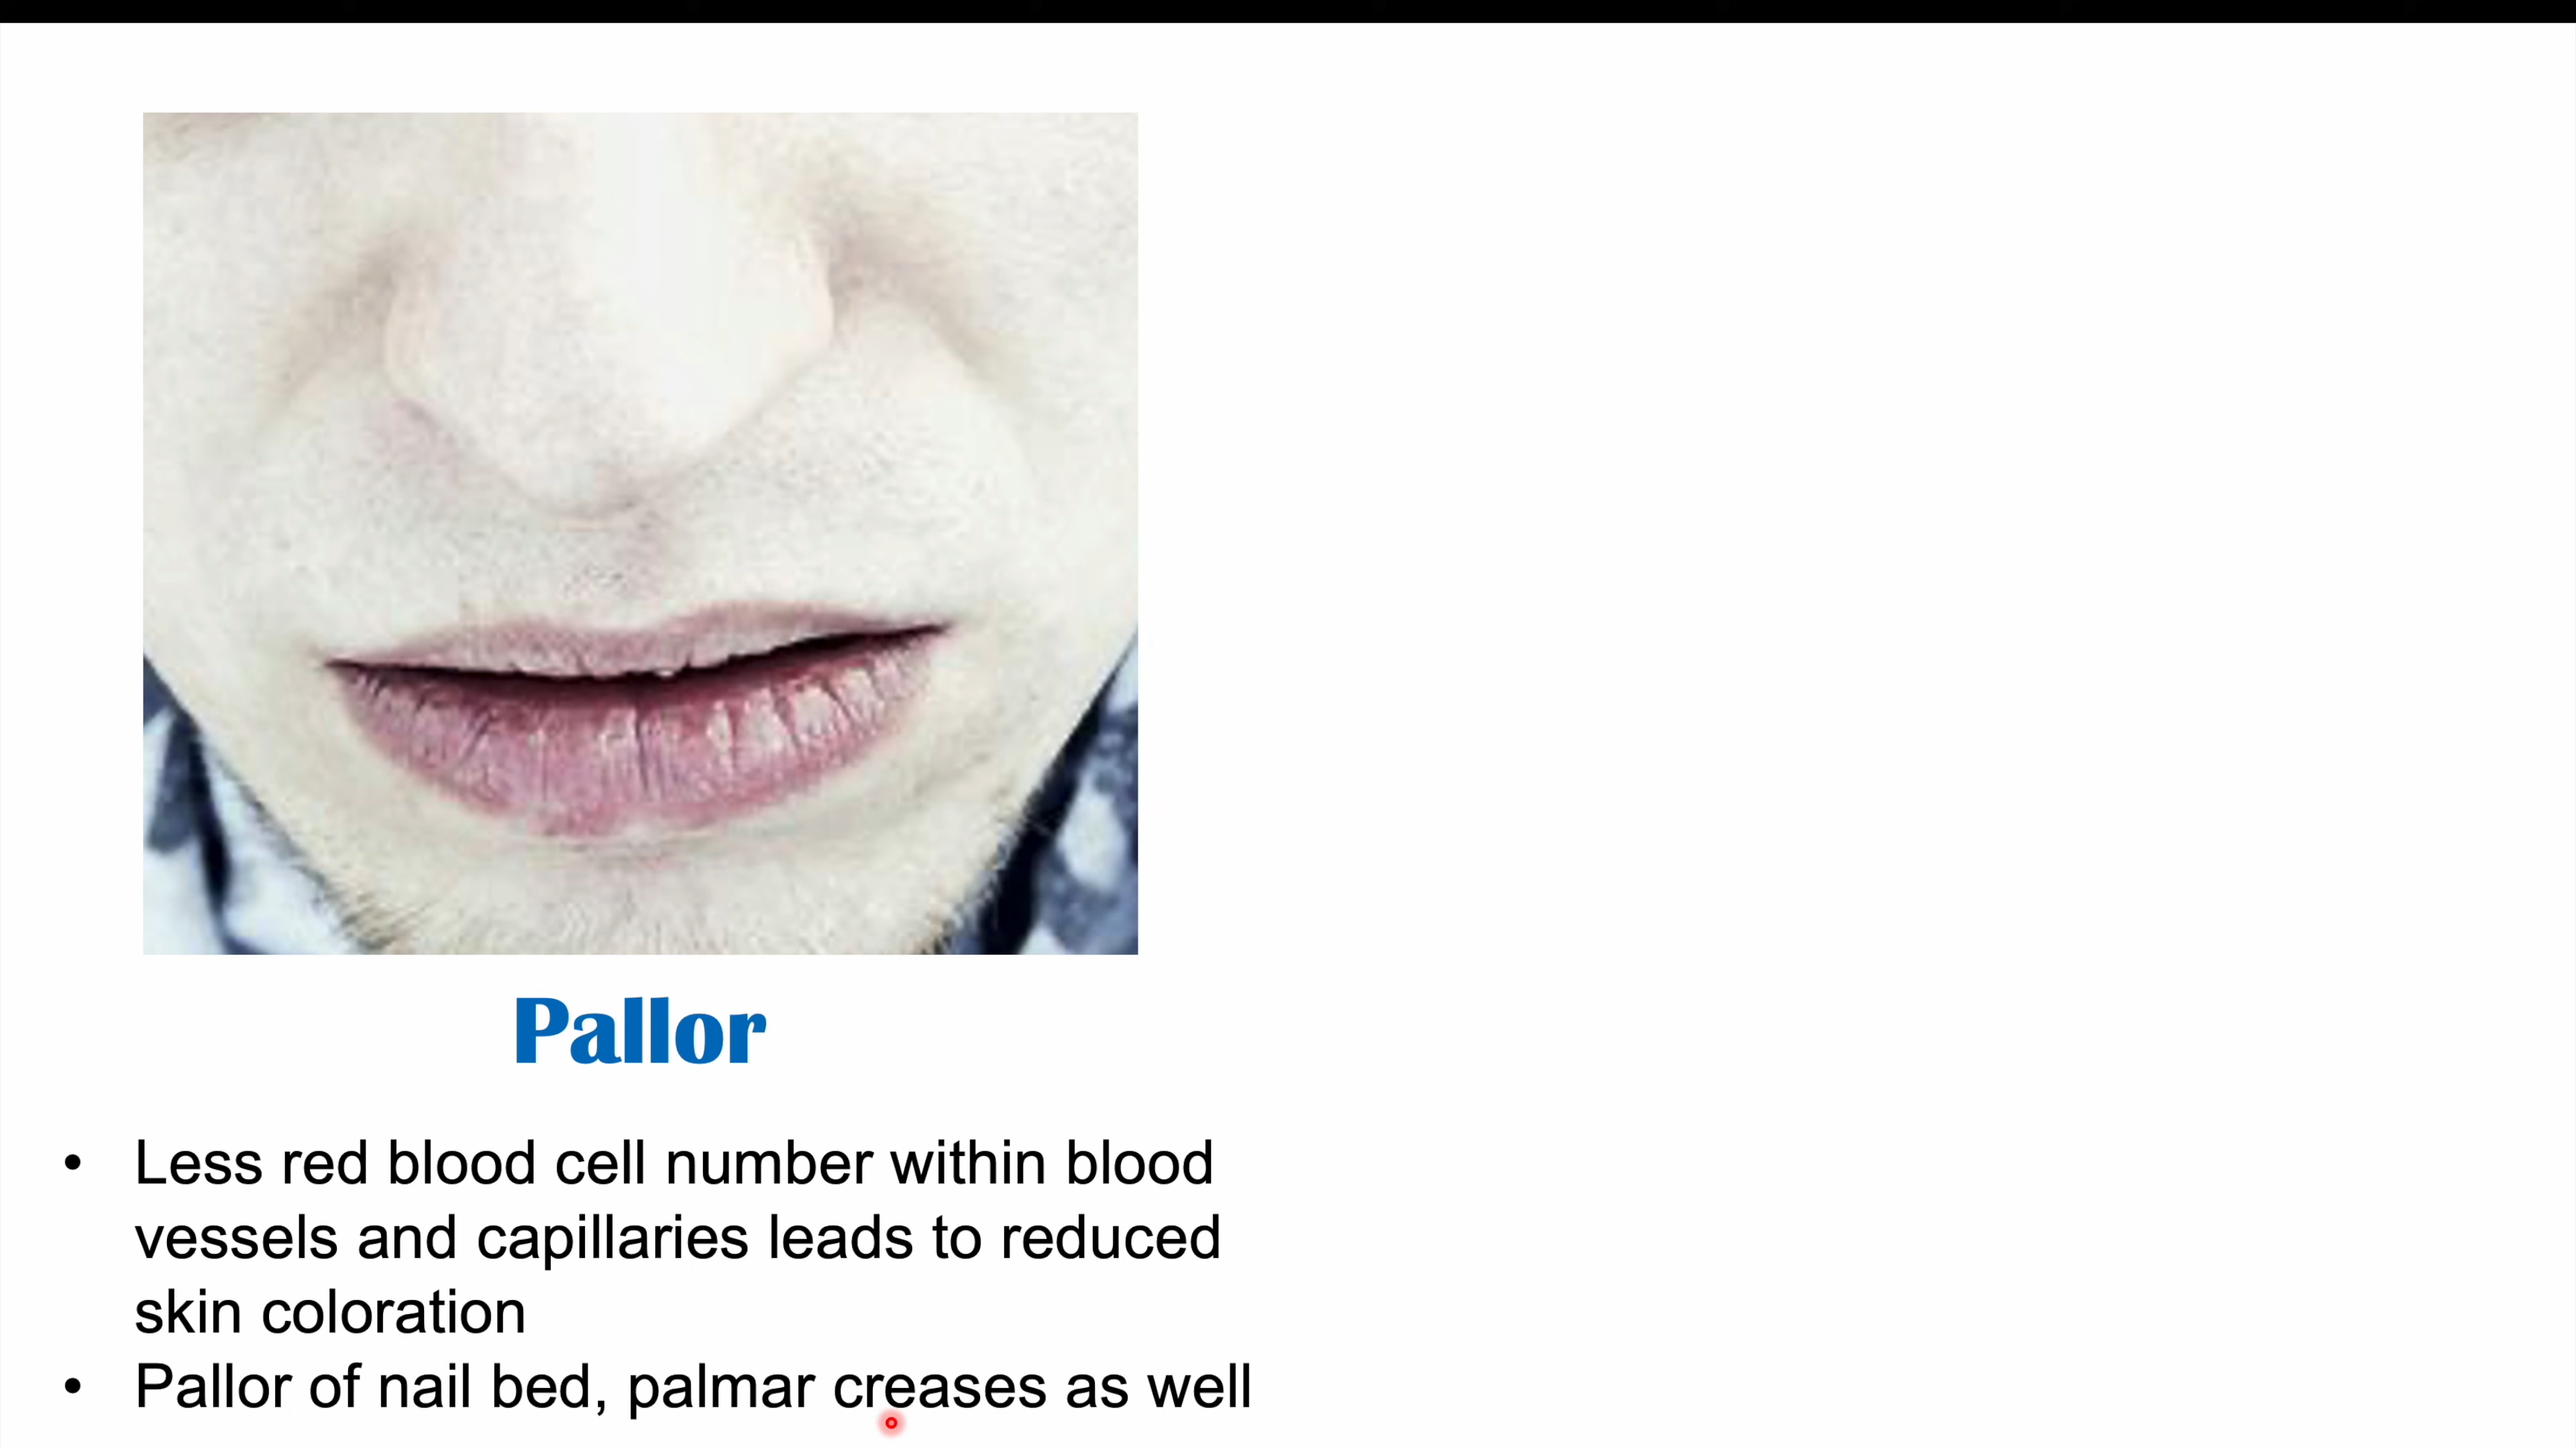 Pallor
• Less red blood cell number within blood
vessels and capillaries leads to reduced
skin coloration
• Pallor of nail bed, palmar creases as well